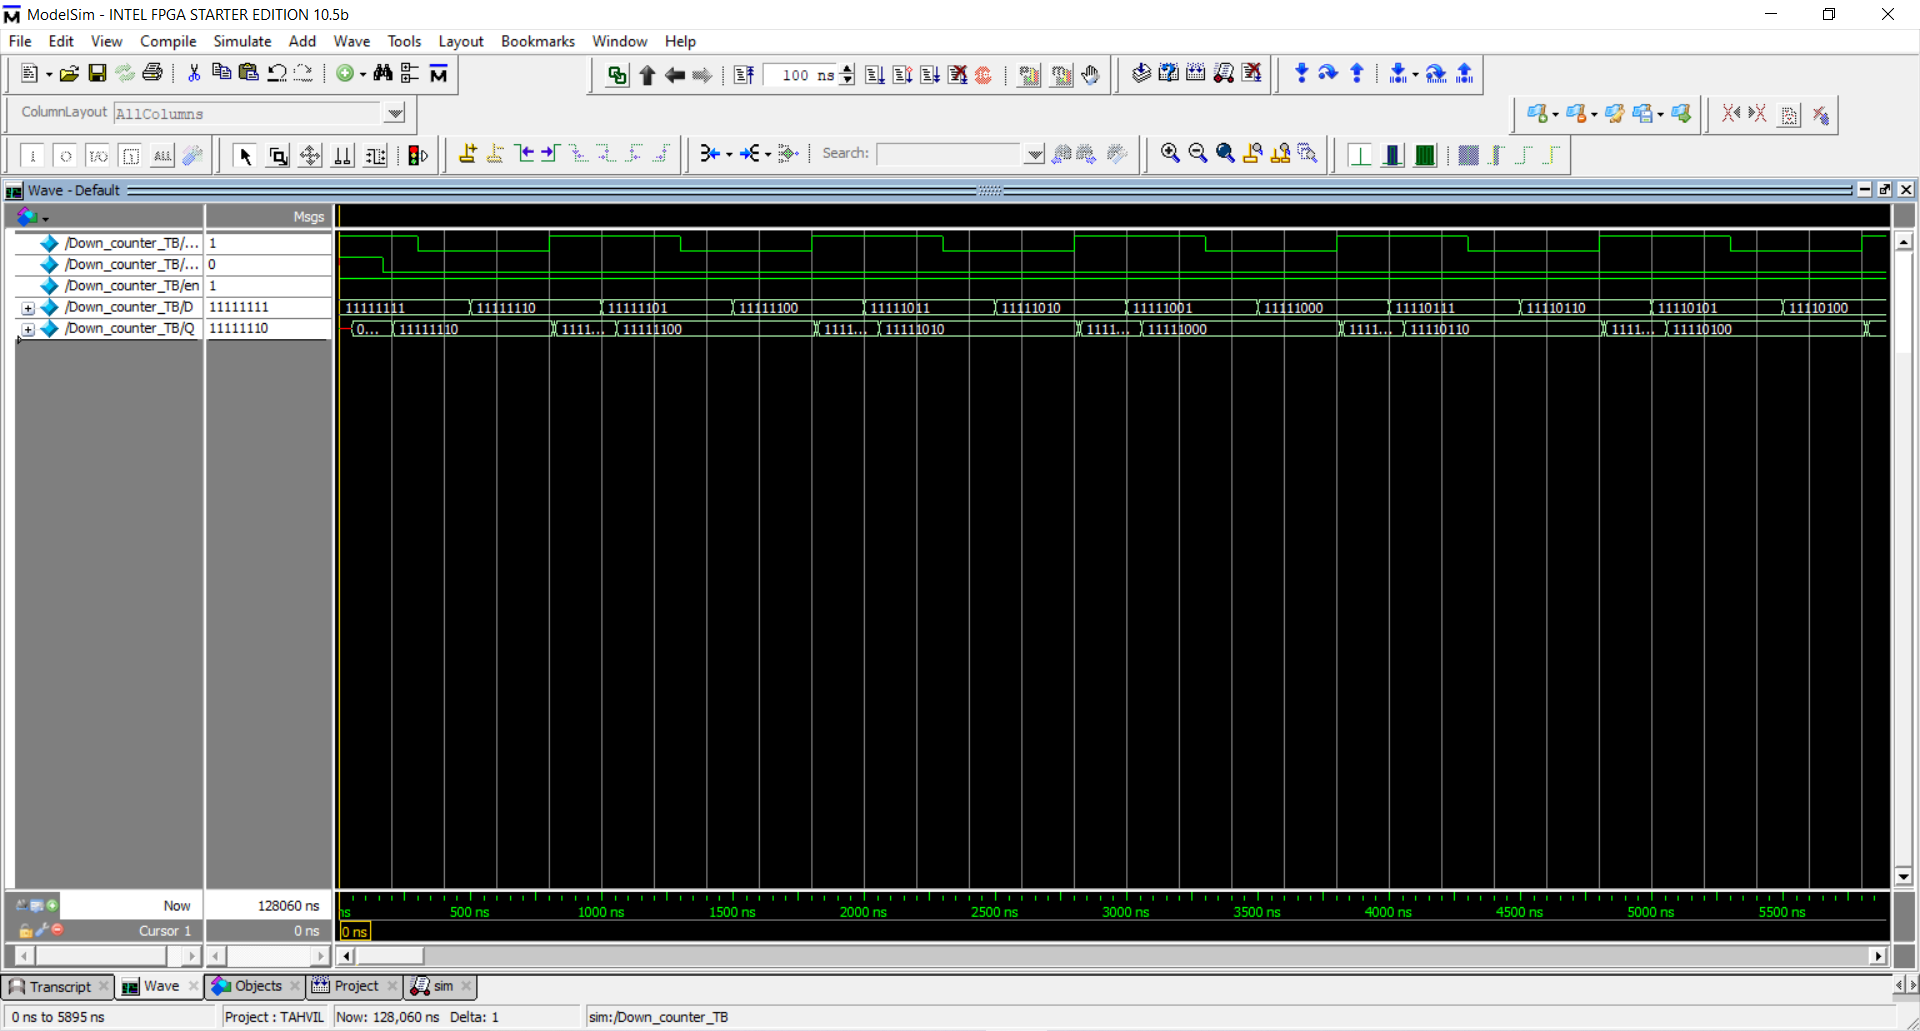 ModelSim - INTEL FPGA STARTER EDITION 10.5b
File Edit View Compile Simulate Add Wave Tools Layout Bookmarks Window Help
100 ns
ColumnLayout AllColumns
ALL Search:
Wave - Default
Msgs
/Down_counter_TB/... 1
/Down_counter_TB/... 0
/Down_counter_TB/en 1
/Down_counter_TB/D 11111111 11111111 11111110 11111101 11111100 11111011 11111010 11111001 11111000 11110111 11110110 11110101 11110100
/Down_counter_TB/Q 11111110 0... 11111110 1111... 11111100 1111... 11111010 1111... 11111000 1111... 11110110 1111... 11110100
Now 128060 ns ns 500 ns 1000 ns 1500 ns 2000 ns 2500 ns 3000 ns 3500 ns 4000 ns 4500 ns 5000 ns 5500 ns
Cursor 1 0 ns 0 ns
Transcript Wave Objects Project sim
0 ns to 5895 ns Project : TAHVIL Now: 128,060 ns Delta: 1 sim:/Down_counter_TB